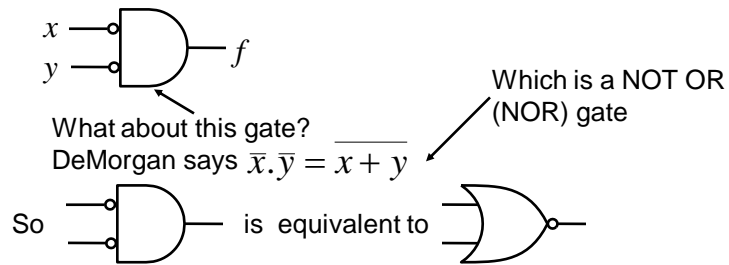 x
y
f
Which is a NOT OR
(NOR) gate
What about this gate?
DeMorgan says x̅.y̅ = x̅ ̅+̅ ̅y̅
So is equivalent to